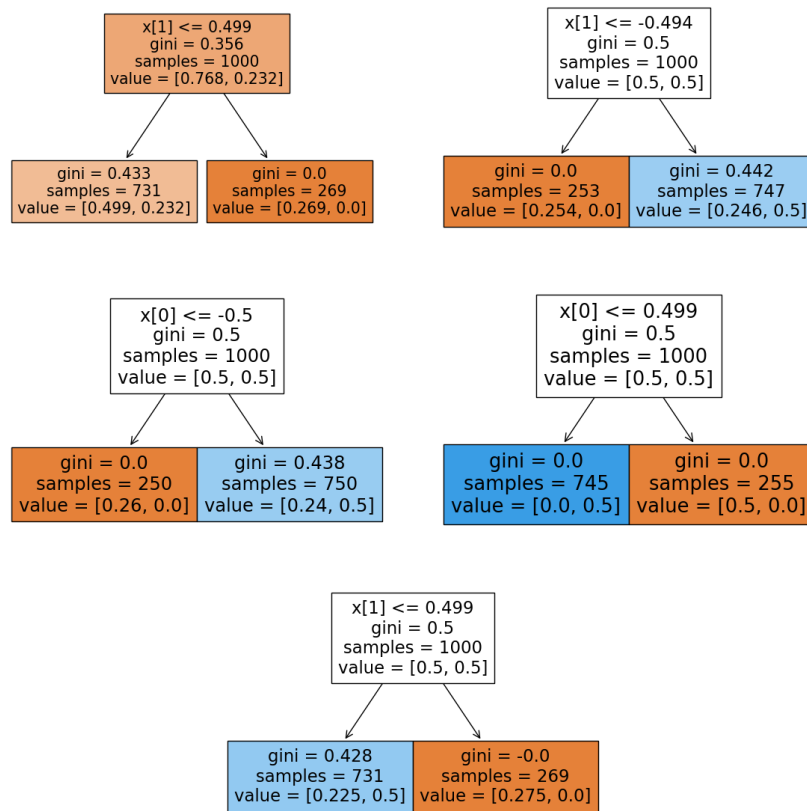 x[1] <= 0.499
gini = 0.356
samples = 1000
value = [0.768, 0.232]
gini = 0.433
samples = 731
value = [0.499, 0.232]
gini = 0.0
samples = 269
value = [0.269, 0.0]
x[1] <= -0.494
gini = 0.5
samples = 1000
value = [0.5, 0.5]
gini = 0.0
samples = 253
value = [0.254, 0.0]
gini = 0.442
samples = 747
value = [0.246, 0.5]
x[0] <= -0.5
gini = 0.5
samples = 1000
value = [0.5, 0.5]
gini = 0.0
samples = 250
value = [0.26, 0.0]
gini = 0.438
samples = 750
value = [0.24, 0.5]
x[0] <= 0.499
gini = 0.5
samples = 1000
value = [0.5, 0.5]
gini = 0.0
samples = 745
value = [0.0, 0.5]
gini = 0.0
samples = 255
value = [0.5, 0.0]
x[1] <= 0.499
gini = 0.5
samples = 1000
value = [0.5, 0.5]
gini = 0.428
samples = 731
value = [0.225, 0.5]
gini = -0.0
samples = 269
value = [0.275, 0.0]